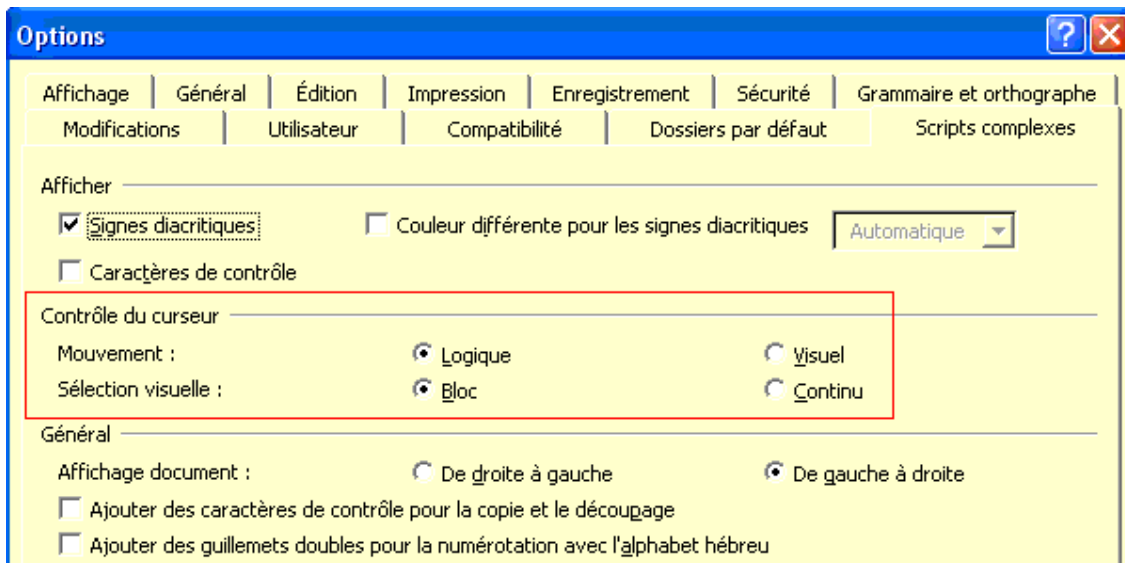 Options
Affichage Général Édition Impression Enregistrement Sécurité Grammaire et orthographe
Modifications Utilisateur Compatibilité Dossiers par défaut Scripts complexes
Afficher
Signes diacritiques Couleur différente pour les signes diacritiques Automatique
Caractères de contrôle
Contrôle du curseur
Mouvement : Logique Visuel
Sélection visuelle : Bloc Continu
Général
Affichage document : De droite à gauche De gauche à droite
Ajouter des caractères de contrôle pour la copie et le découpage
Ajouter des guillemets doubles pour la numérotation avec l'alphabet hébreu